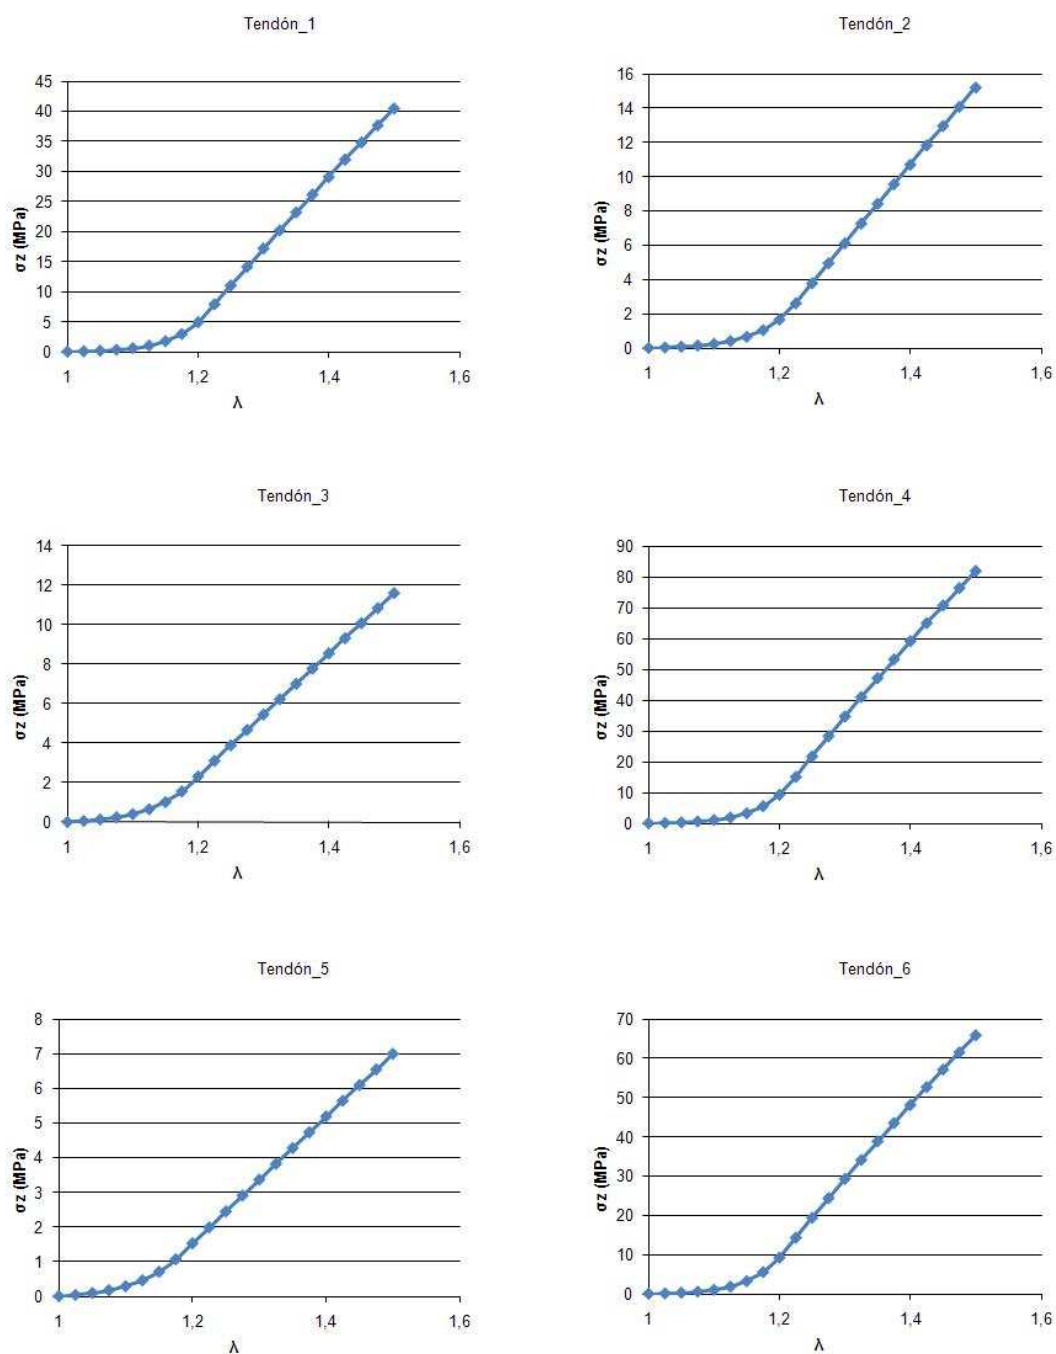 Tendón_1
45
40
35
30
25
20
15
10
5
0
σz (MPa)
1 1,2 1,4 1,6
λ
Tendón_2
16
14
12
10
8
6
4
2
0
σz (MPa)
1 1,2 1,4 1,6
λ
Tendón_3
14
12
10
8
6
4
2
0
σz (MPa)
1 1,2 1,4 1,6
λ
Tendón_4
90
80
70
60
50
40
30
20
10
0
σz (MPa)
1 1,2 1,4 1,6
λ
Tendón_5
8
7
6
5
4
3
2
1
0
σz (MPa)
1 1,2 1,4 1,6
λ
Tendón_6
70
60
50
40
30
20
10
0
σz (MPa)
1 1,2 1,4 1,6
λ